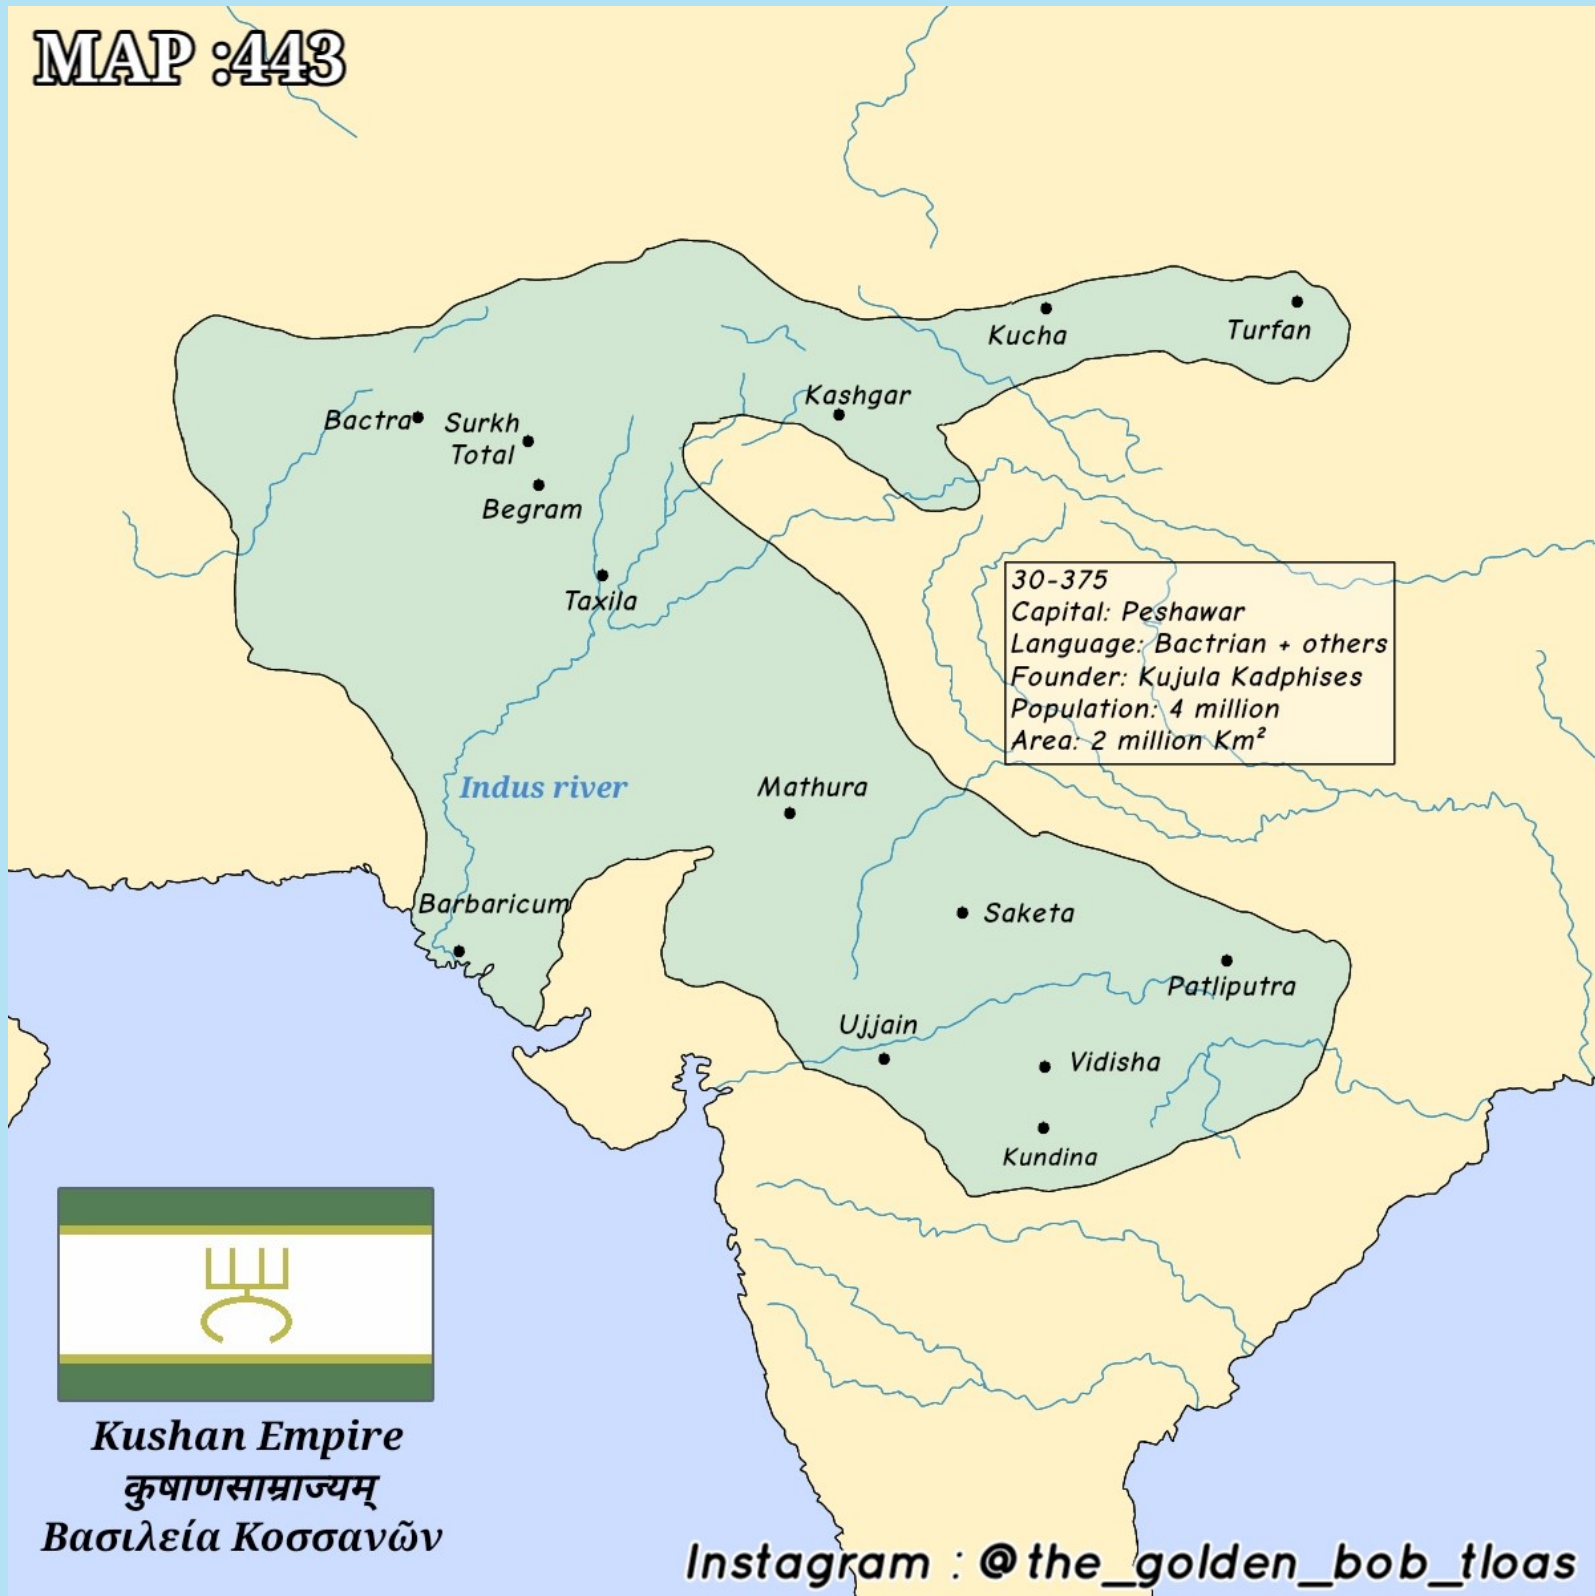 MAP :443
Kucha
Turfan
Kashgar
Bactra
Surkh
Total
Begram
Taxila
30-375
Capital: Peshawar
Language: Bactrian + others
Founder: Kujula Kadphises
Population: 4 million
Area: 2 million Km²
Indus river
Mathura
Barbaricum
Saketa
Patliputra
Ujjain
Vidisha
Kundina
Kushan Empire
कुषाणसाम्राज्यम्
Βασιλεία Κοσσανῶν
Instagram : @the_golden_bob_tloas